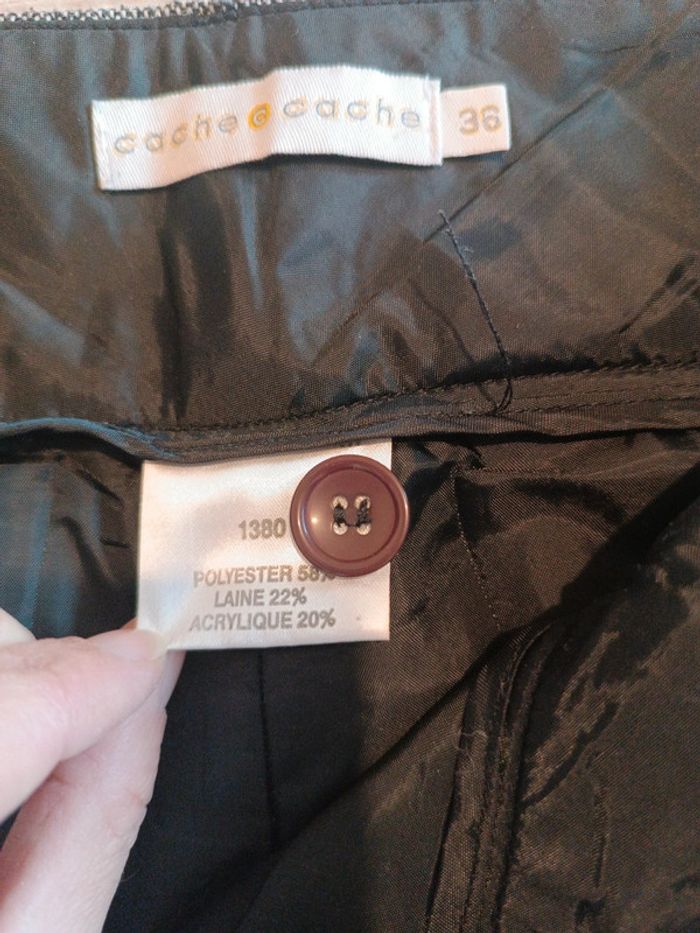 cache c cache
36
1380
POLYESTER 58%
LAINE 22%
ACRYLIQUE 20%